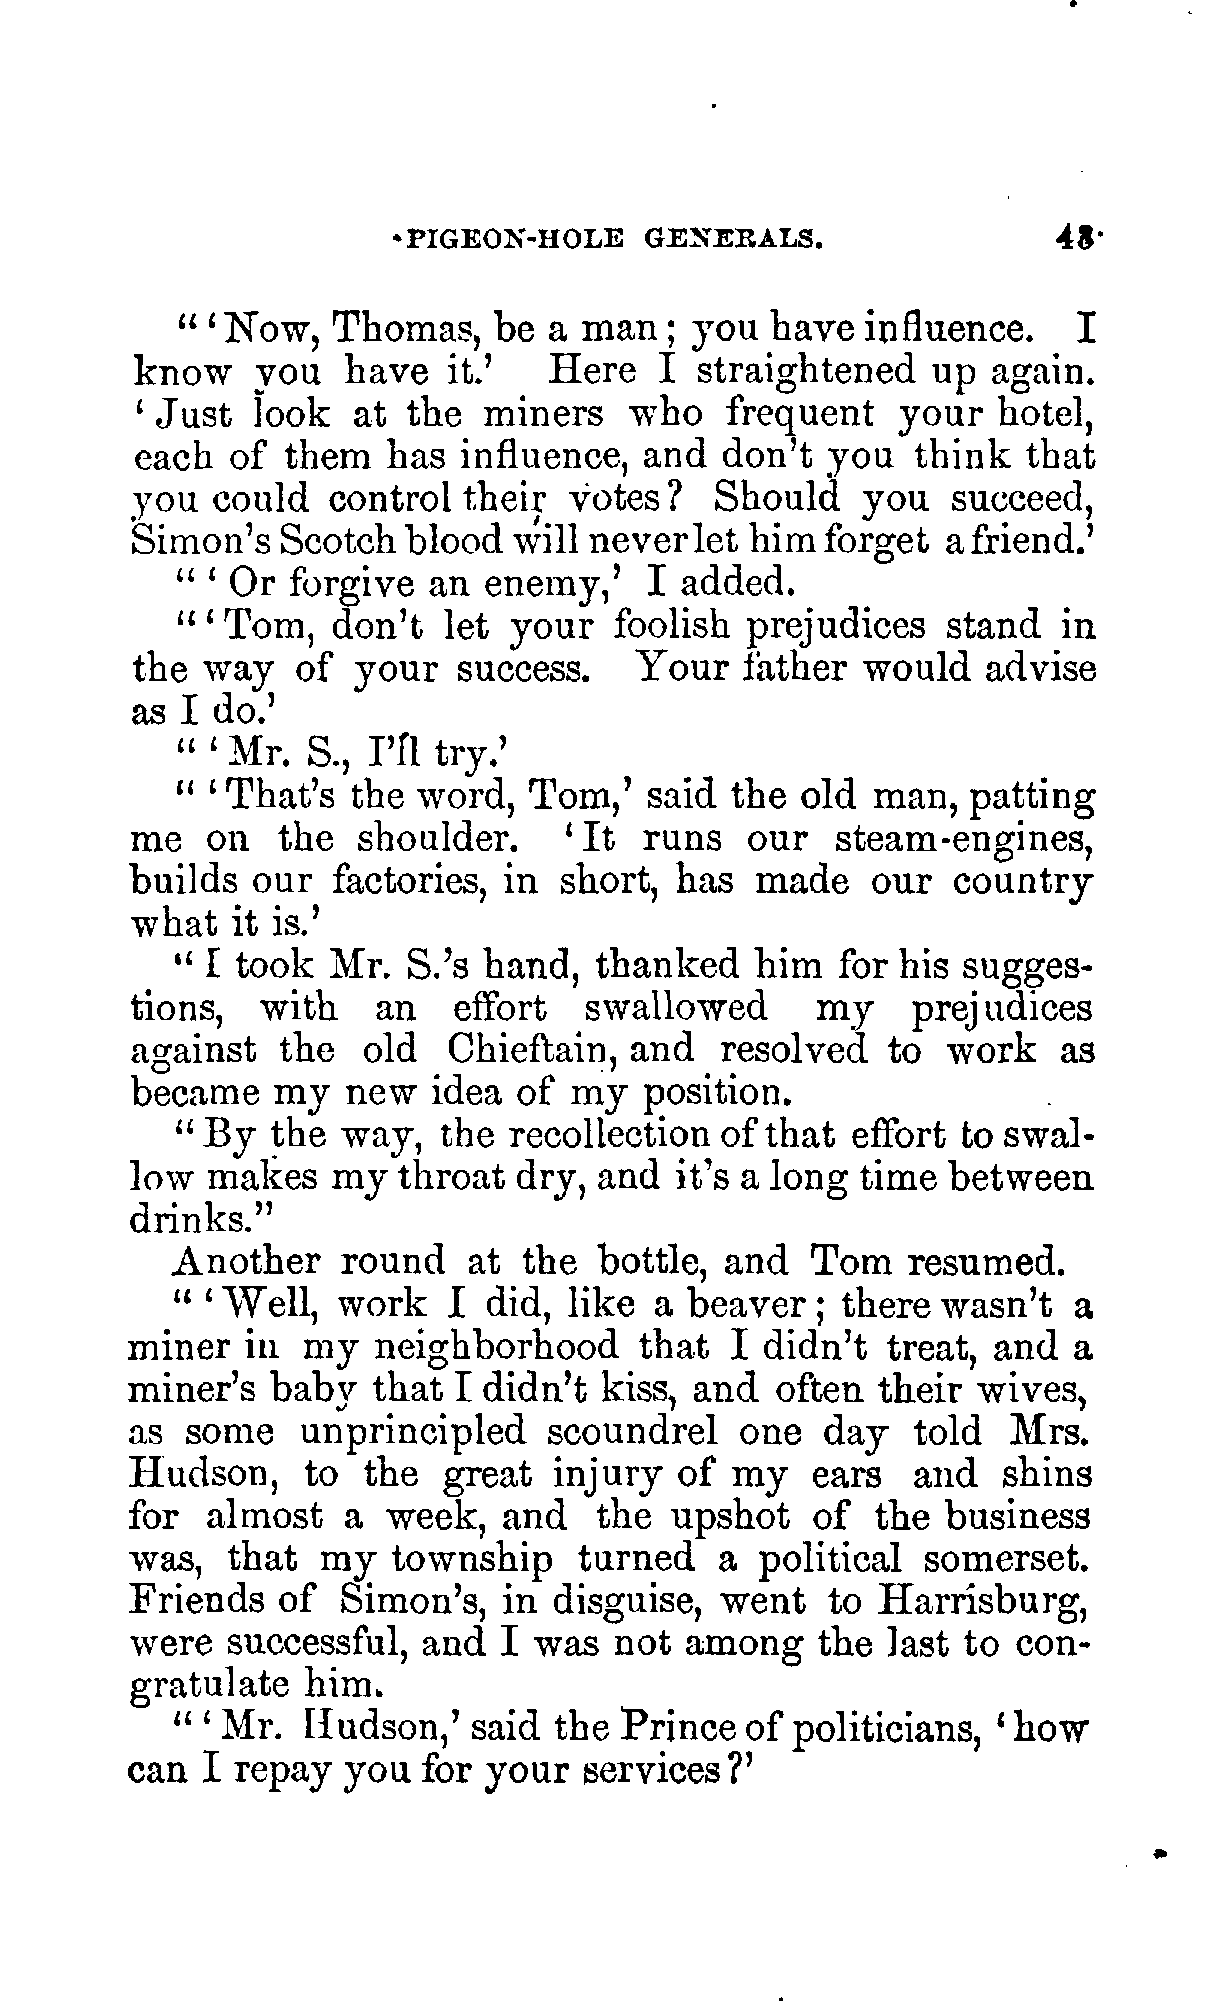 PIGEON-HOLE GENERALS. 43
"'Now, Thomas, be a man; you have influence. I
know you have it.' Here I straightened up again.
'Just look at the miners who frequent your hotel,
each of them has influence, and don't you think that
you could control their votes? Should you succeed,
Simon's Scotch blood will never let him forget a friend.'
"'Or forgive an enemy,' I added.
"'Tom, don't let your foolish prejudices stand in
the way of your success. Your father would advise
as I do.'
"'Mr. S., I'll try.'
"'That's the word, Tom,' said the old man, patting
me on the shoulder. 'It runs our steam-engines,
builds our factories, in short, has made our country
what it is.'
"I took Mr. S.'s hand, thanked him for his sugges-
tions, with an effort swallowed my prejudices
against the old Chieftain, and resolved to work as
became my new idea of my position.
"By the way, the recollection of that effort to swal-
low makes my throat dry, and it's a long time between
drinks."
Another round at the bottle, and Tom resumed.
"'Well, work I did, like a beaver; there wasn't a
miner in my neighborhood that I didn't treat, and a
miner's baby that I didn't kiss, and often their wives,
as some unprincipled scoundrel one day told Mrs.
Hudson, to the great injury of my ears and shins
for almost a week, and the upshot of the business
was, that my township turned a political somerset.
Friends of Simon's, in disguise, went to Harrisburg,
were successful, and I was not among the last to con-
gratulate him.
"'Mr. Hudson,' said the Prince of politicians, 'how
can I repay you for your services?'